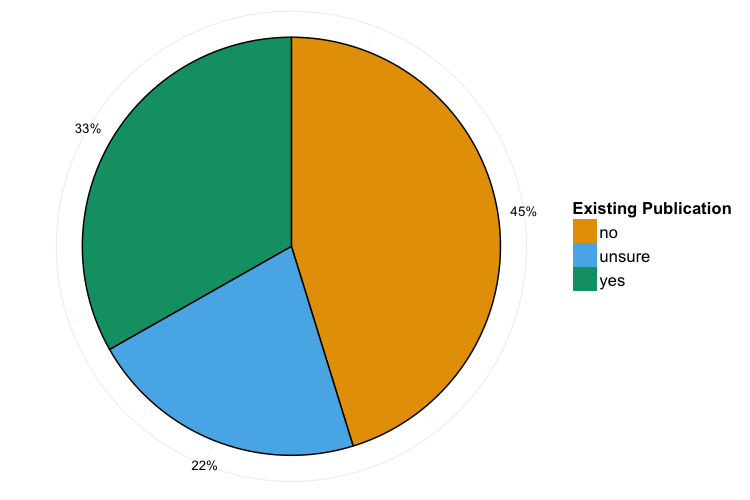 33%
45%
22%
Existing Publication
no
unsure
yes